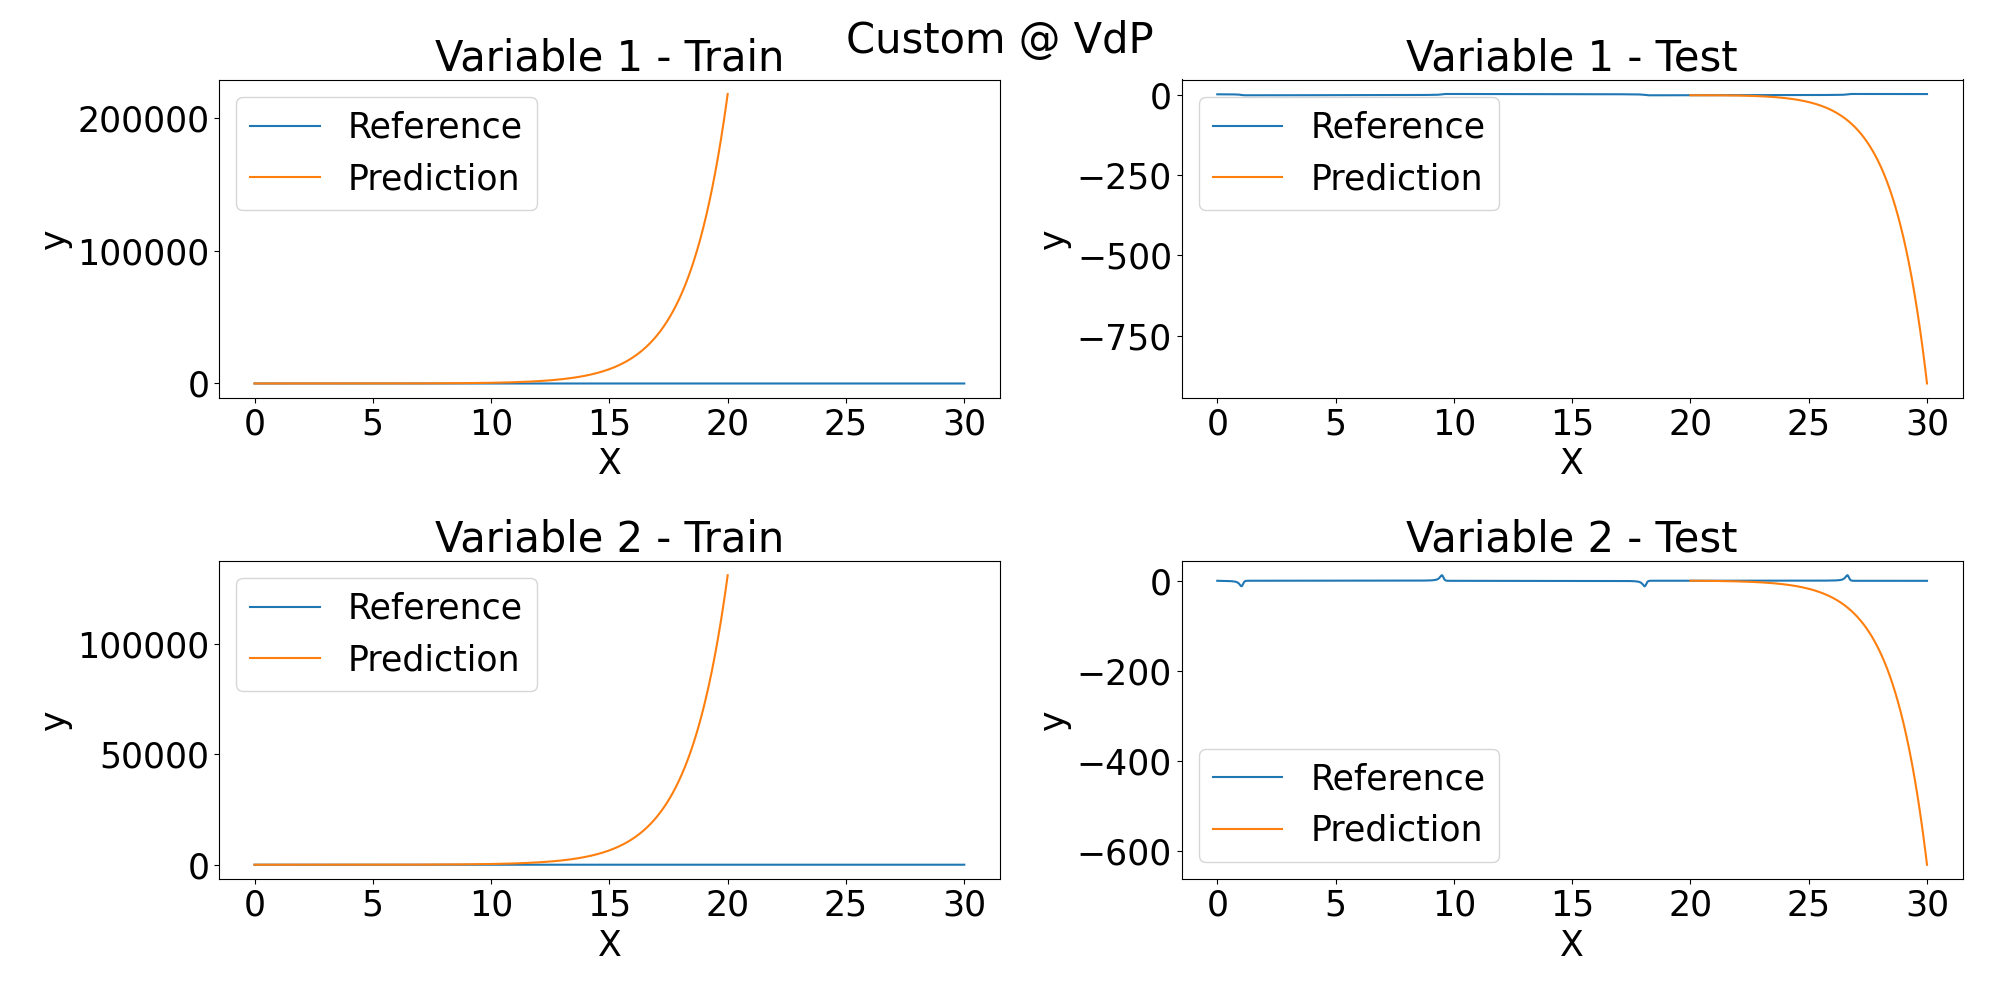 Custom @ VdP
Variable 1 - Train
200000
100000
0
y
Reference
Prediction
0 5 10 15 20 25 30
X
Variable 1 - Test
0
−250
−500
−750
y
Reference
Prediction
0 5 10 15 20 25 30
X
Variable 2 - Train
100000
50000
0
y
Reference
Prediction
0 5 10 15 20 25 30
X
Variable 2 - Test
0
−200
−400
−600
y
Reference
Prediction
0 5 10 15 20 25 30
X